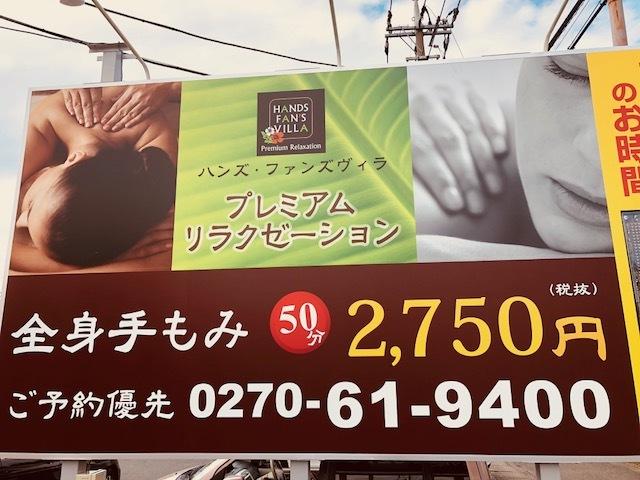 HANDS
FAN'S
VILLA
Premium Relaxation
ハンズ・ファンズヴィラ
プレミアム
リラクゼーション
のお時間
全身手もみ 50分 2,750円 (税抜)
ご予約優先 0270-61-9400